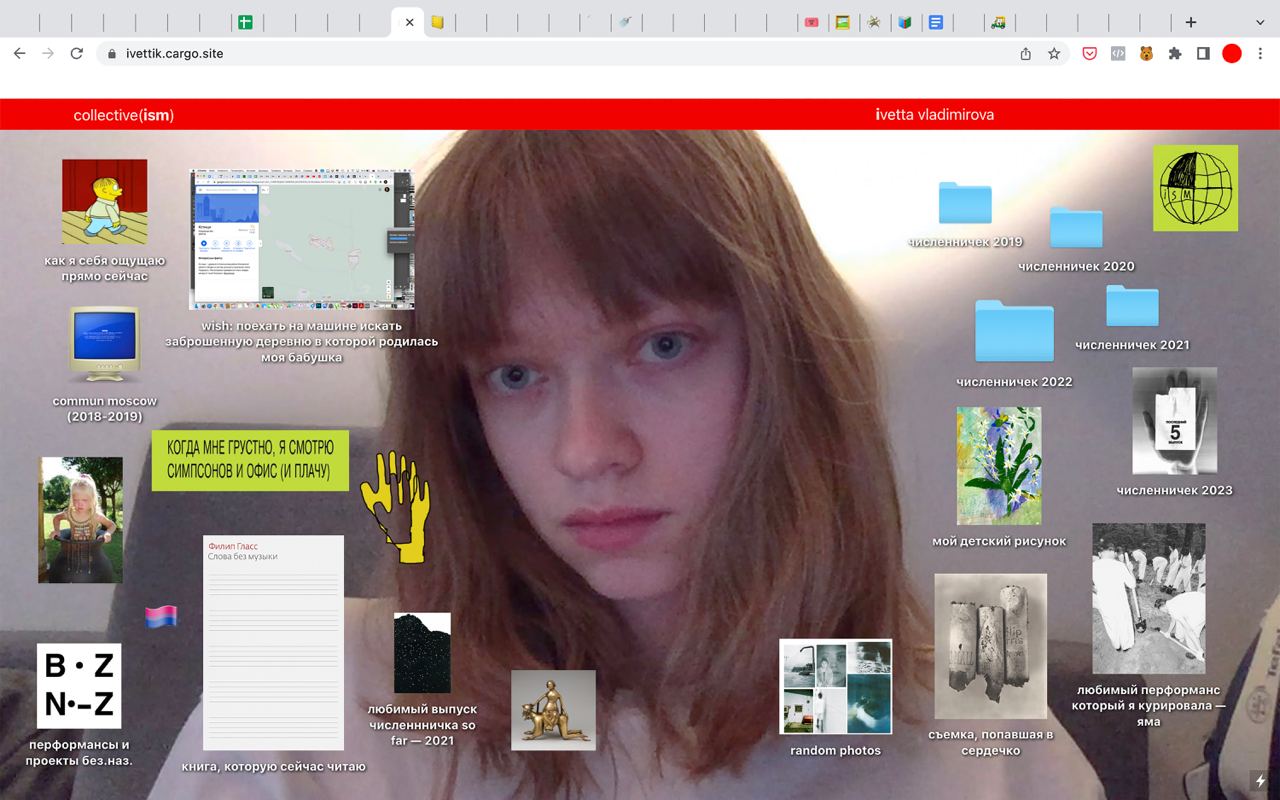 ivettik.cargo.site
collective(ism)
ivetta vladimirova
как я себя ощущаю
прямо сейчас
wish: поехать на машине искать
заброшенную деревню в которой родилась
моя бабушка
commun moscow
(2018-2019)
КОГДА МНЕ ГРУСТНО, Я СМОТРЮ
СИМПСОНОВ И ОФИС (И ПЛАЧУ)
Филип Гласс
Слова без музыки
B·Z
N·-Z
перформансы и
проекты без.наз.
книга, которую сейчас читаю
любимый выпуск
численнничка so
far — 2021
численничек 2019
численничек 2020
iSM
численничек 2021
численничек 2022
ПОСЛЕДНИЙ
5
ВЫПУСК
численничек 2023
мой детский рисунок
любимый перформанс
который я курировала —
яма
съемка, попавшая в
сердечко
random photos